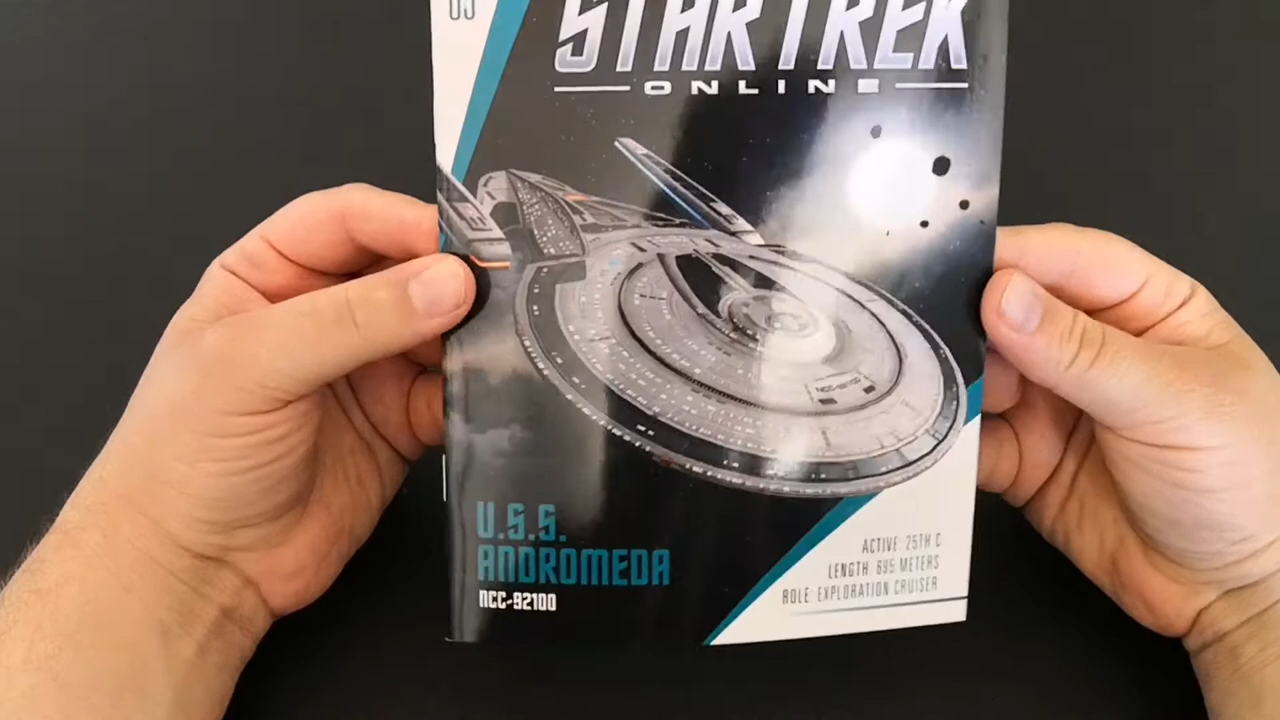 STAR TREK
ONLINE
U.S.S.
ANDROMEDA
NCC-92100
ACTIVE: 25TH C
LENGTH: 695 METERS
ROLE: EXPLORATION CRUISER